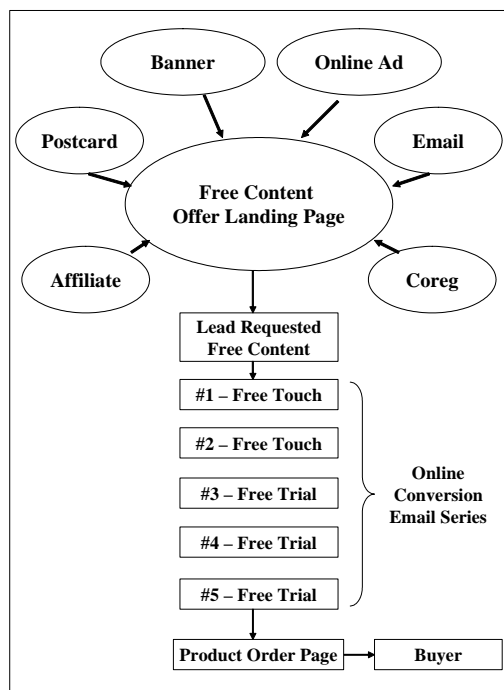 Banner
Online Ad
Postcard
Email
Free Content
Offer Landing Page
Affiliate
Coreg
Lead Requested
Free Content
#1 – Free Touch
#2 – Free Touch
#3 – Free Trial
#4 – Free Trial
#5 – Free Trial
Online
Conversion
Email Series
Product Order Page
Buyer